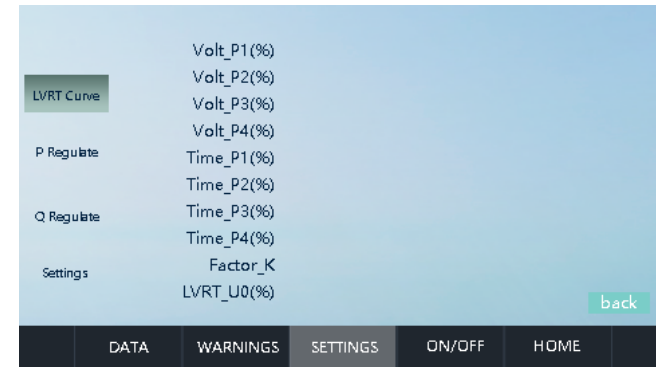 LVRT Curve
P Regulate
Q Regulate
Settings
Volt_P1(%)
Volt_P2(%)
Volt_P3(%)
Volt_P4(%)
Time_P1(%)
Time_P2(%)
Time_P3(%)
Time_P4(%)
Factor_K
LVRT_U0(%)
back
DATA WARNINGS SETTINGS ON/OFF HOME